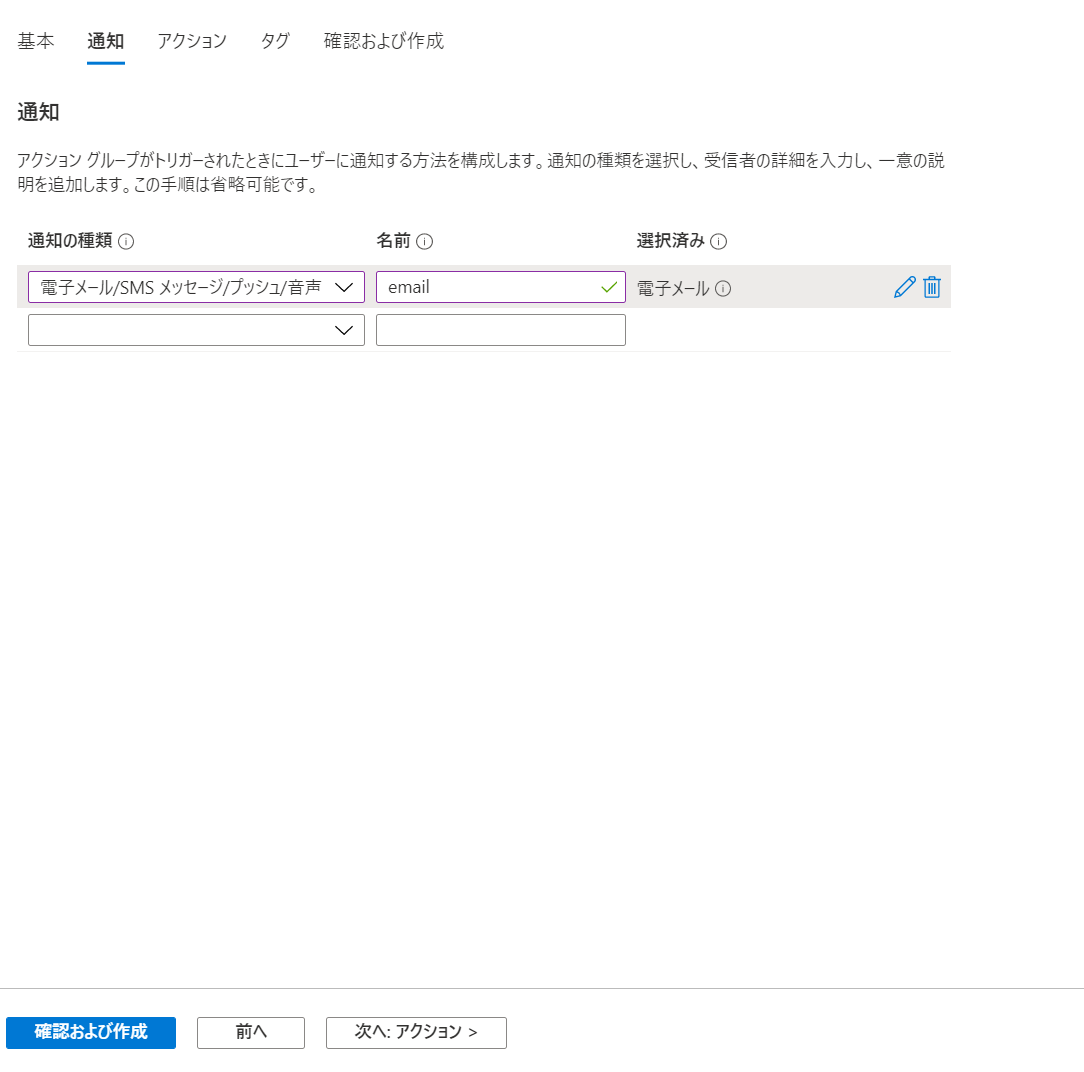 基本 通知 アクション タグ 確認および作成
通知
アクション グループがトリガーされたときにユーザーに通知する方法を構成します。通知の種類を選択し、受信者の詳細を入力し、一意の説
明を追加します。この手順は省略可能です。
通知の種類 名前 選択済み
電子メール/SMS メッセージ/プッシュ/音声 email 電子メール
確認および作成 前へ 次へ: アクション >